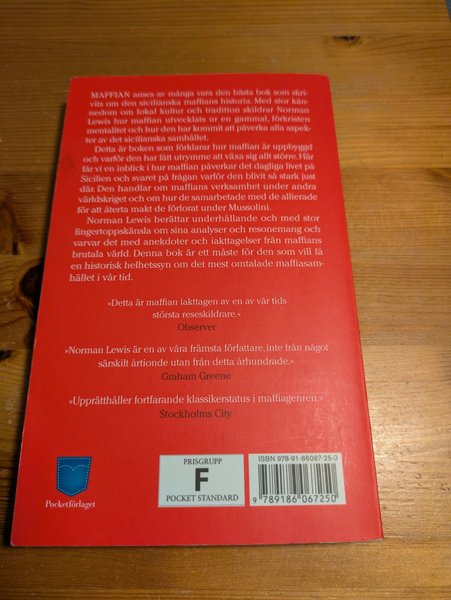 MAFFIAN anses av många vara den bästa bok som skri-
vits om den sicilianska maffians historia. Med stor kän-
nedom om lokal kultur och tradition skildrar Norman
Lewis hur maffian utvecklats ur en gammal, förkristen
mentalitet och hur den har kommit att påverka alla aspek-
ter av det sicilianska samhället.
Detta är boken som förklarar hur maffian är uppbyggd
och varför den har fått utrymme att växa sig allt större. Här
får vi en inblick i hur maffian påverkar det dagliga livet på
Sicilien och svaret på frågan varför den blivit så stark just
där. Den handlar om maffians verksamhet under andra
världskriget och om hur de samarbetade med de allierade
för att återta makt de förlorat under Mussolini.
Norman Lewis berättar underhållande och med stor
fingertoppskänsla om sina analyser och resonemang och
varvar det med anekdoter och iakttagelser från maffians
brutala värld. Denna bok är ett måste för den som vill få
en historisk helhetssyn om det mest omtalade maffiasam-
hället i vår tid.
»Detta är maffian iakttagen av en av vår tids
största reseskildrare.«
Observer
»Norman Lewis är en av våra främsta författare, inte från något
särskilt årtionde utan från detta århundrade.«
Graham Greene
»Upprätthåller fortfarande klassikerstatus i maffiagenren.«
Stockholms City
Pocketförlaget
PRISGRUPP
F
POCKET STANDARD
ISBN 978-91-86067-25-0
9 789186 067250